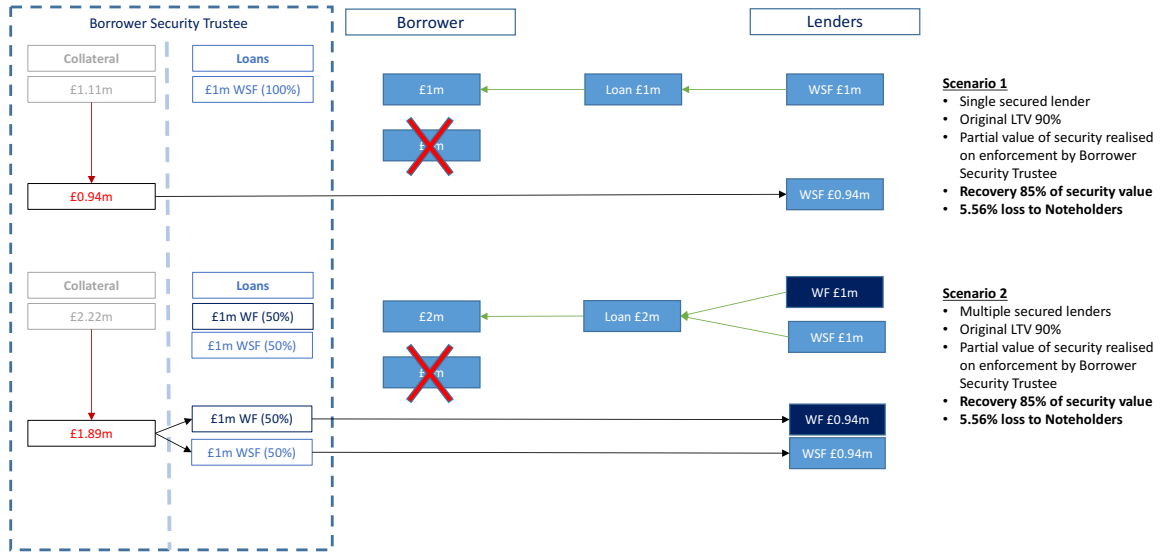 Borrower Security Trustee
Borrower
Lenders
Collateral
Loans
£1.11m
£1m WSF (100%)
£1m
Loan £1m
WSF £1m
£0.94m
WSF £0.94m
Scenario 1
• Single secured lender
• Original LTV 90%
• Partial value of security realised
on enforcement by Borrower
Security Trustee
• Recovery 85% of security value
• 5.56% loss to Noteholders
Collateral
Loans
£2.22m
£1m WF (50%)
£1m WSF (50%)
£2m
Loan £2m
WF £1m
WSF £1m
£1.89m
£1m WF (50%)
£1m WSF (50%)
WF £0.94m
WSF £0.94m
Scenario 2
• Multiple secured lenders
• Original LTV 90%
• Partial value of security realised
on enforcement by Borrower
Security Trustee
• Recovery 85% of security value
• 5.56% loss to Noteholders